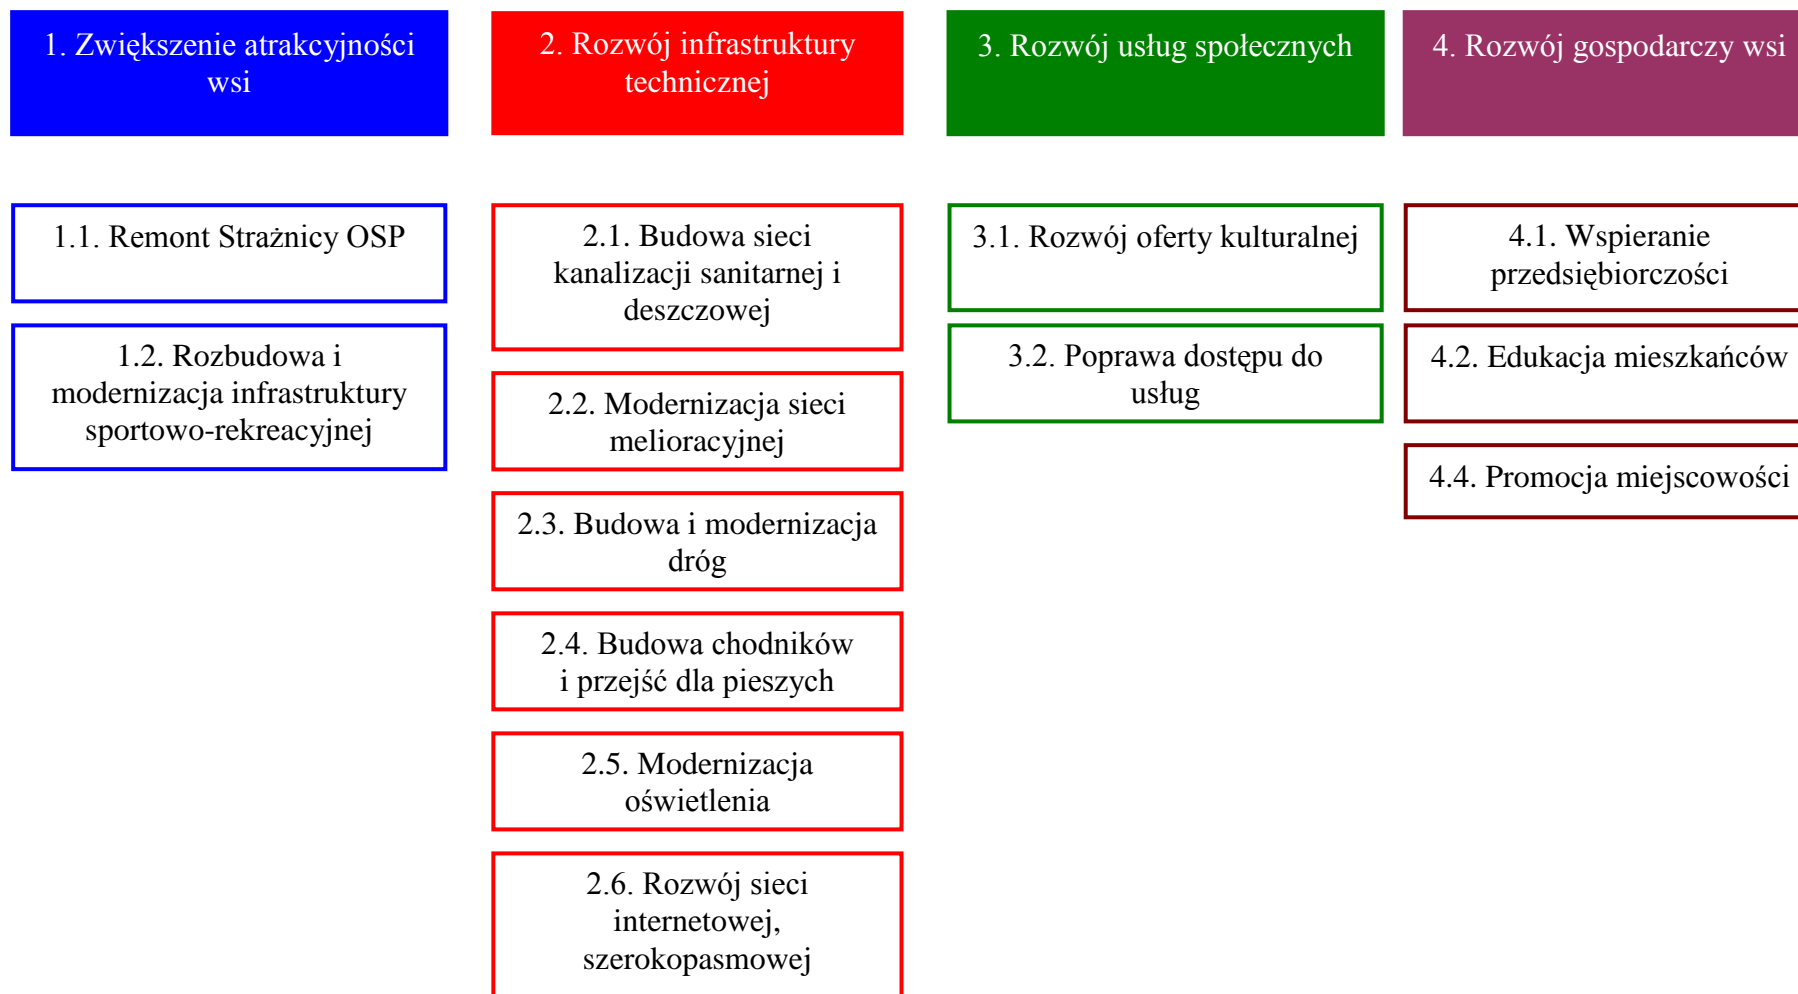 1. Zwiększenie atrakcyjności
wsi
2. Rozwój infrastruktury
technicznej
3. Rozwój usług społecznych
4. Rozwój gospodarczy wsi
1.1. Remont Strażnicy OSP
1.2. Rozbudowa i
modernizacja infrastruktury
sportowo-rekreacyjnej
2.1. Budowa sieci
kanalizacji sanitarnej i
deszczowej
2.2. Modernizacja sieci
melioracyjnej
2.3. Budowa i modernizacja
dróg
2.4. Budowa chodników
i przejść dla pieszych
2.5. Modernizacja
oświetlenia
2.6. Rozwój sieci
internetowej,
szerokopasmowej
3.1. Rozwój oferty kulturalnej
3.2. Poprawa dostępu do
usług
4.1. Wspieranie
przedsiębiorczości
4.2. Edukacja mieszkańców
4.4. Promocja miejscowości